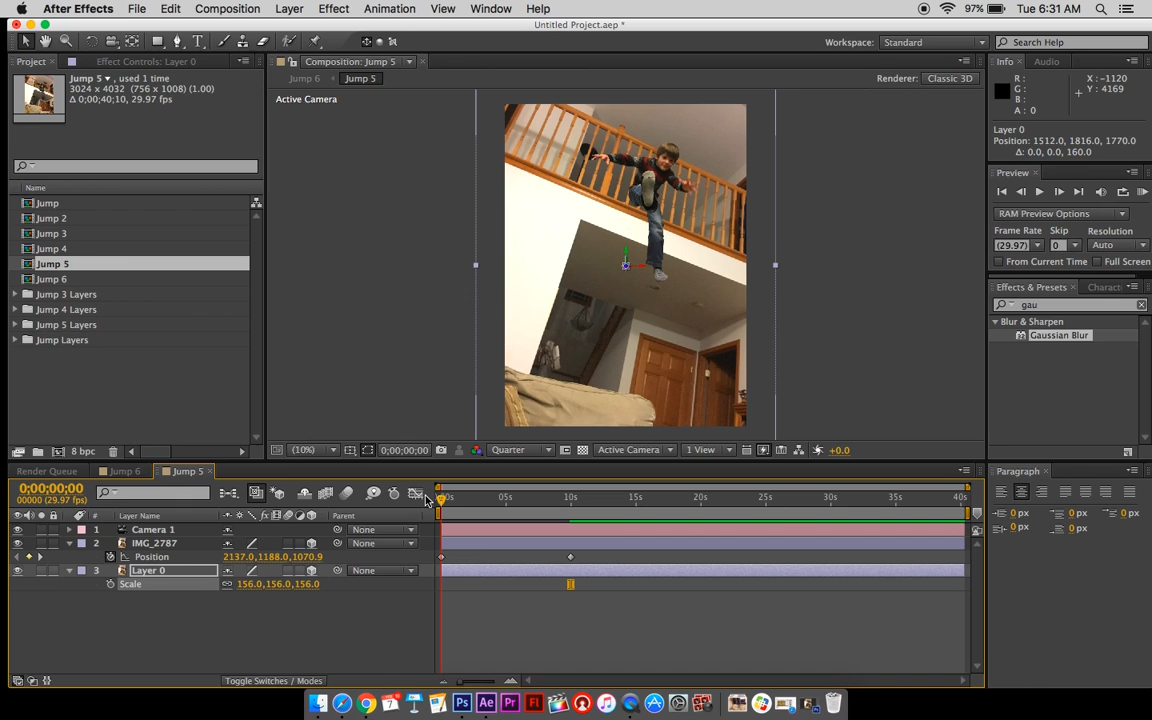 After Effects File Edit Composition Layer Effect Animation View Window Help 97% Tue 6:31 AM
Untitled Project.aep *
Workspace: Standard Search Help
Project Effect Controls: Layer 0 Composition: Jump 5 Info Audio
Jump 5 , used 1 time
3024 x 4032 (756 x 1008) (1.00)
Δ 0;00;40;10, 29.97 fps
Jump 6 Jump 5 Renderer: Classic 3D
Active Camera
R :
G :
B :
A : 0
X : -1120
Y : 4169
Layer 0
Position: 1512.0, 1816.0, 1770.0
Δ: 0.0, 0.0, 160.0
Preview
RAM Preview Options
Frame Rate Skip Resolution
(29.97) 0 Auto
From Current Time Full Screen
Effects & Presets Charact
gau
Blur & Sharpen
Gaussian Blur
Name
Jump
Jump 2
Jump 3
Jump 4
Jump 5
Jump 6
Jump 3 Layers
Jump 4 Layers
Jump 5 Layers
Jump Layers
8 bpc
(10%) 0;00;00;00 Quarter Active Camera 1 View +0.0
Render Queue Jump 6 Jump 5
0;00;00;00
00000 (29.97 fps)
05s 10s 15s 20s 25s 30s 35s 40s
# Layer Name Parent
1 Camera 1 None
2 IMG_2787 None
Position 2137.0,1188.0,1070.9
3 Layer 0 None
Scale 156.0,156.0,156.0
Toggle Switches / Modes
Paragraph
0 px 0 px 0 px
0 px 0 px
7
Ps Ae Pr Fl